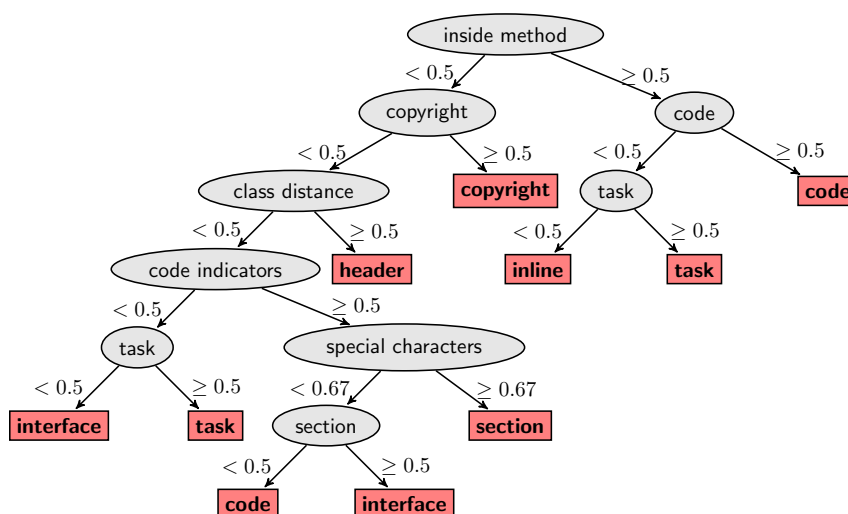 inside method
< 0.5
≥ 0.5
copyright
code
< 0.5
≥ 0.5
< 0.5
≥ 0.5
class distance
copyright
task
code
< 0.5
≥ 0.5
< 0.5
≥ 0.5
code indicators
header
inline
task
< 0.5
≥ 0.5
task
special characters
< 0.5
≥ 0.5
< 0.67
≥ 0.67
interface
task
section
section
< 0.5
≥ 0.5
code
interface